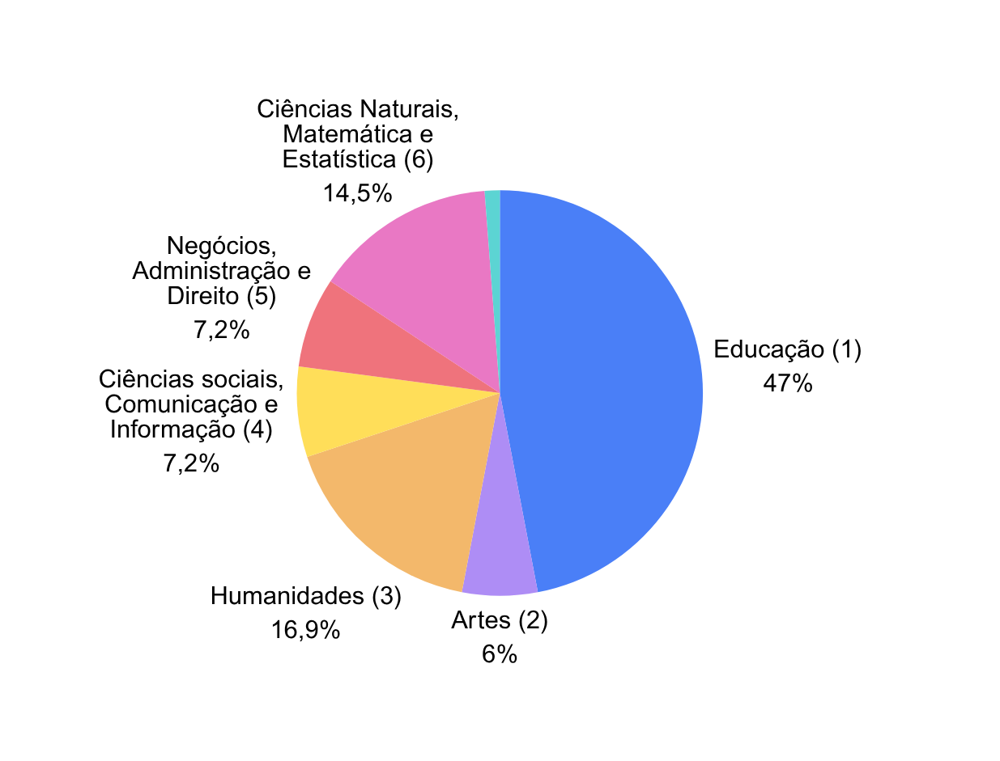 Ciências Naturais,
Matemática e
Estatística (6)
14,5%
Negócios,
Administração e
Direito (5)
7,2%
Educação (1)
47%
Ciências sociais,
Comunicação e
Informação (4)
7,2%
Humanidades (3)
16,9%
Artes (2)
6%